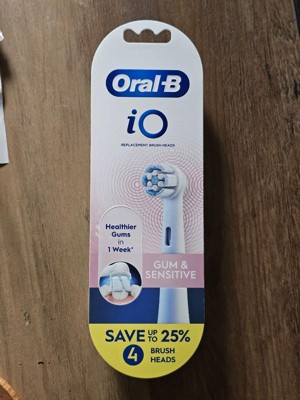 Oral-B
iO
REPLACEMENT BRUSH HEADS
Healthier
Gums
in
1 Week*
GUM &
SENSITIVE
SAVE UP TO 25%
4 BRUSH HEADS